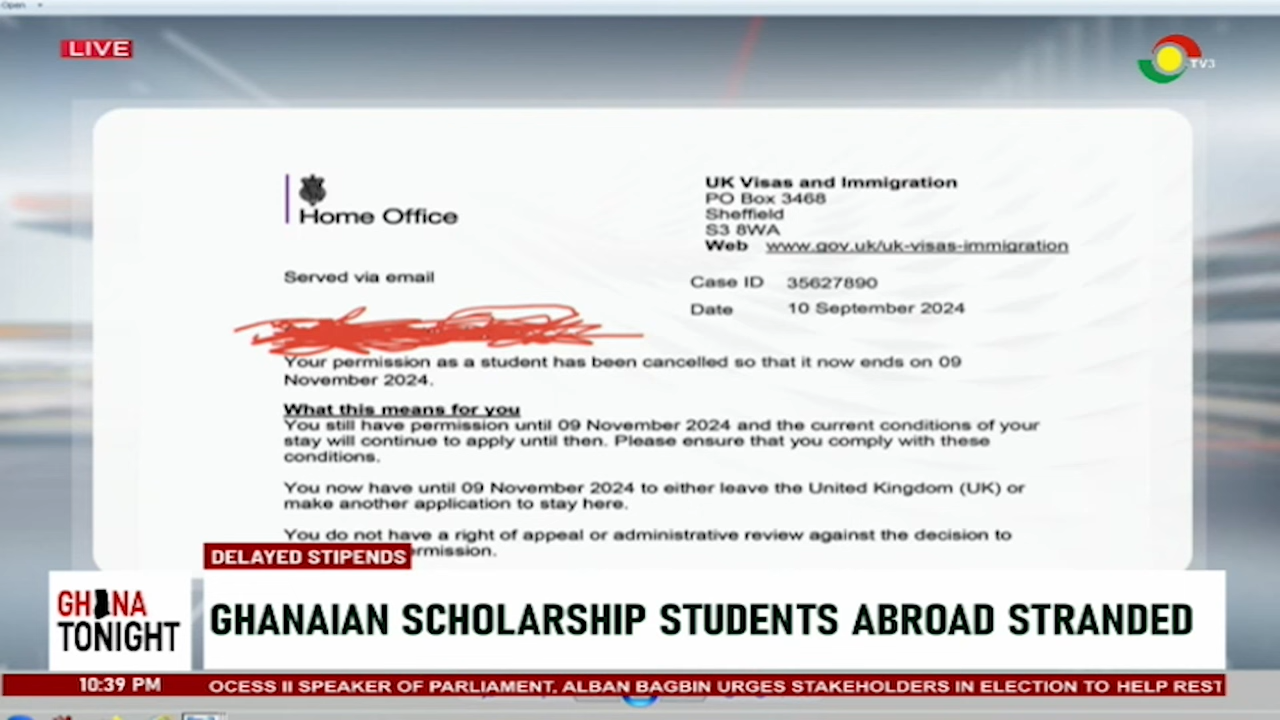 Open
LIVE
TV3
Home Office
UK Visas and Immigration
PO Box 3468
Sheffield
S3 8WA
Web www.gov.uk/uk-visas-immigration
Served via email
Case ID 35627890
Date 10 September 2024
Your permission as a student has been cancelled so that it now ends on 09
November 2024.
What this means for you
You still have permission until 09 November 2024 and the current conditions of your
stay will continue to apply until then. Please ensure that you comply with these
conditions.
You now have until 09 November 2024 to either leave the United Kingdom (UK) or
make another application to stay here.
You do not have a right of appeal or administrative review against the decision to
ermission.
DELAYED STIPENDS
GHANA
TONIGHT
GHANAIAN SCHOLARSHIP STUDENTS ABROAD STRANDED
10:39 PM
OCESS II SPEAKER OF PARLIAMENT, ALBAN BAGBIN URGES STAKEHOLDERS IN ELECTION TO HELP REST